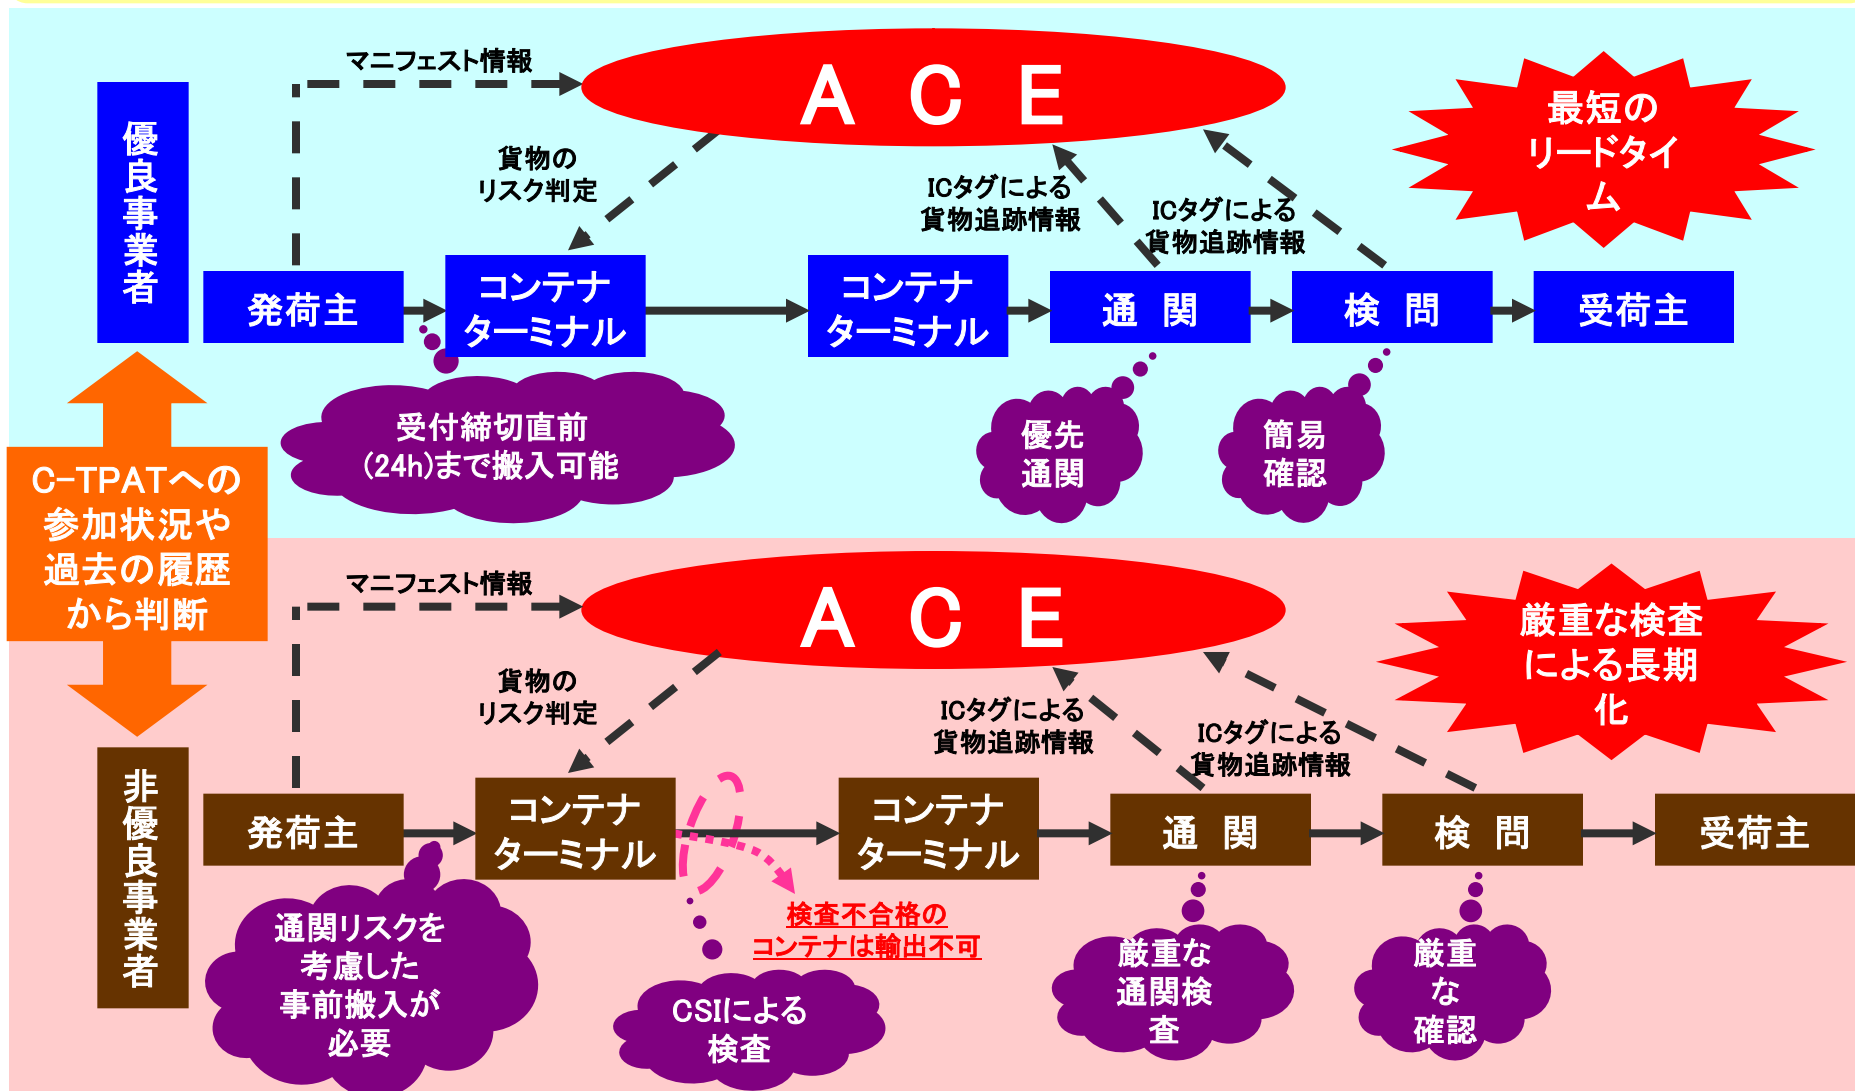 マニフェスト情報
A C E
最短の
リードタイ
ム
優良事業者
貨物の
リスク判定
ICタグによる
貨物追跡情報
ICタグによる
貨物追跡情報
発荷主
コンテナ
ターミナル
コンテナ
ターミナル
通 関
検 問
受荷主
受付締切直前
(24h)まで搬入可能
優先
通関
簡易
確認
C-TPATへの
参加状況や
過去の履歴
から判断
マニフェスト情報
A C E
厳重な検査
による長期
化
貨物の
リスク判定
ICタグによる
貨物追跡情報
ICタグによる
貨物追跡情報
非優良事業者
発荷主
コンテナ
ターミナル
コンテナ
ターミナル
通 関
検 問
受荷主
通関リスクを
考慮した
事前搬入が
必要
検査不合格の
コンテナは輸出不可
CSIによる
検査
厳重な
通関検
査
厳重
な
確認